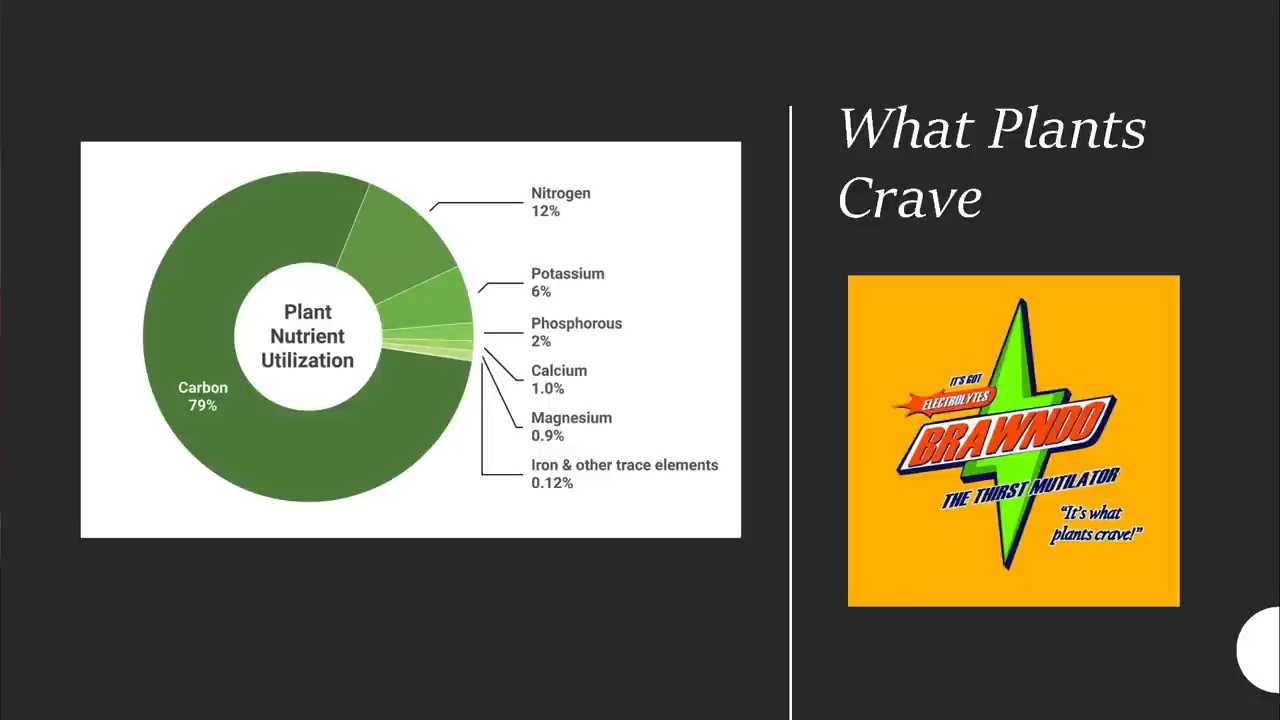 What Plants
Crave
Plant
Nutrient
Utilization
Carbon
79%
Nitrogen
12%
Potassium
6%
Phosphorous
2%
Calcium
1.0%
Magnesium
0.9%
Iron & other trace elements
0.12%
IT'S GOT
ELECTROLYTES
BRAWNDO
THE THIRST MUTILATOR
"It's what
plants crave!"